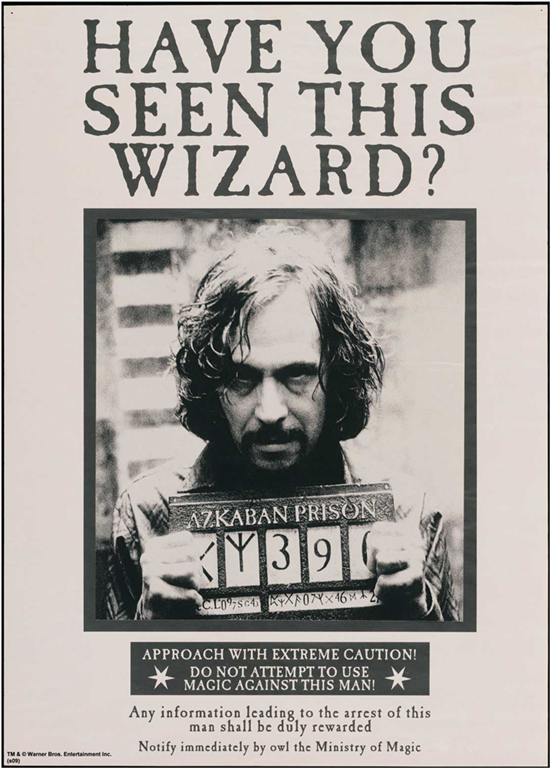 HAVE YOU
SEEN THIS
WIZARD?
AZKABAN PRISON
390
APPROACH WITH EXTREME CAUTION!
DO NOT ATTEMPT TO USE
MAGIC AGAINST THIS MAN!
Any information leading to the arrest of this
man shall be duly rewarded
Notify immediately by owl the Ministry of Magic
TM & © Warner Bros. Entertainment Inc.
(s09)